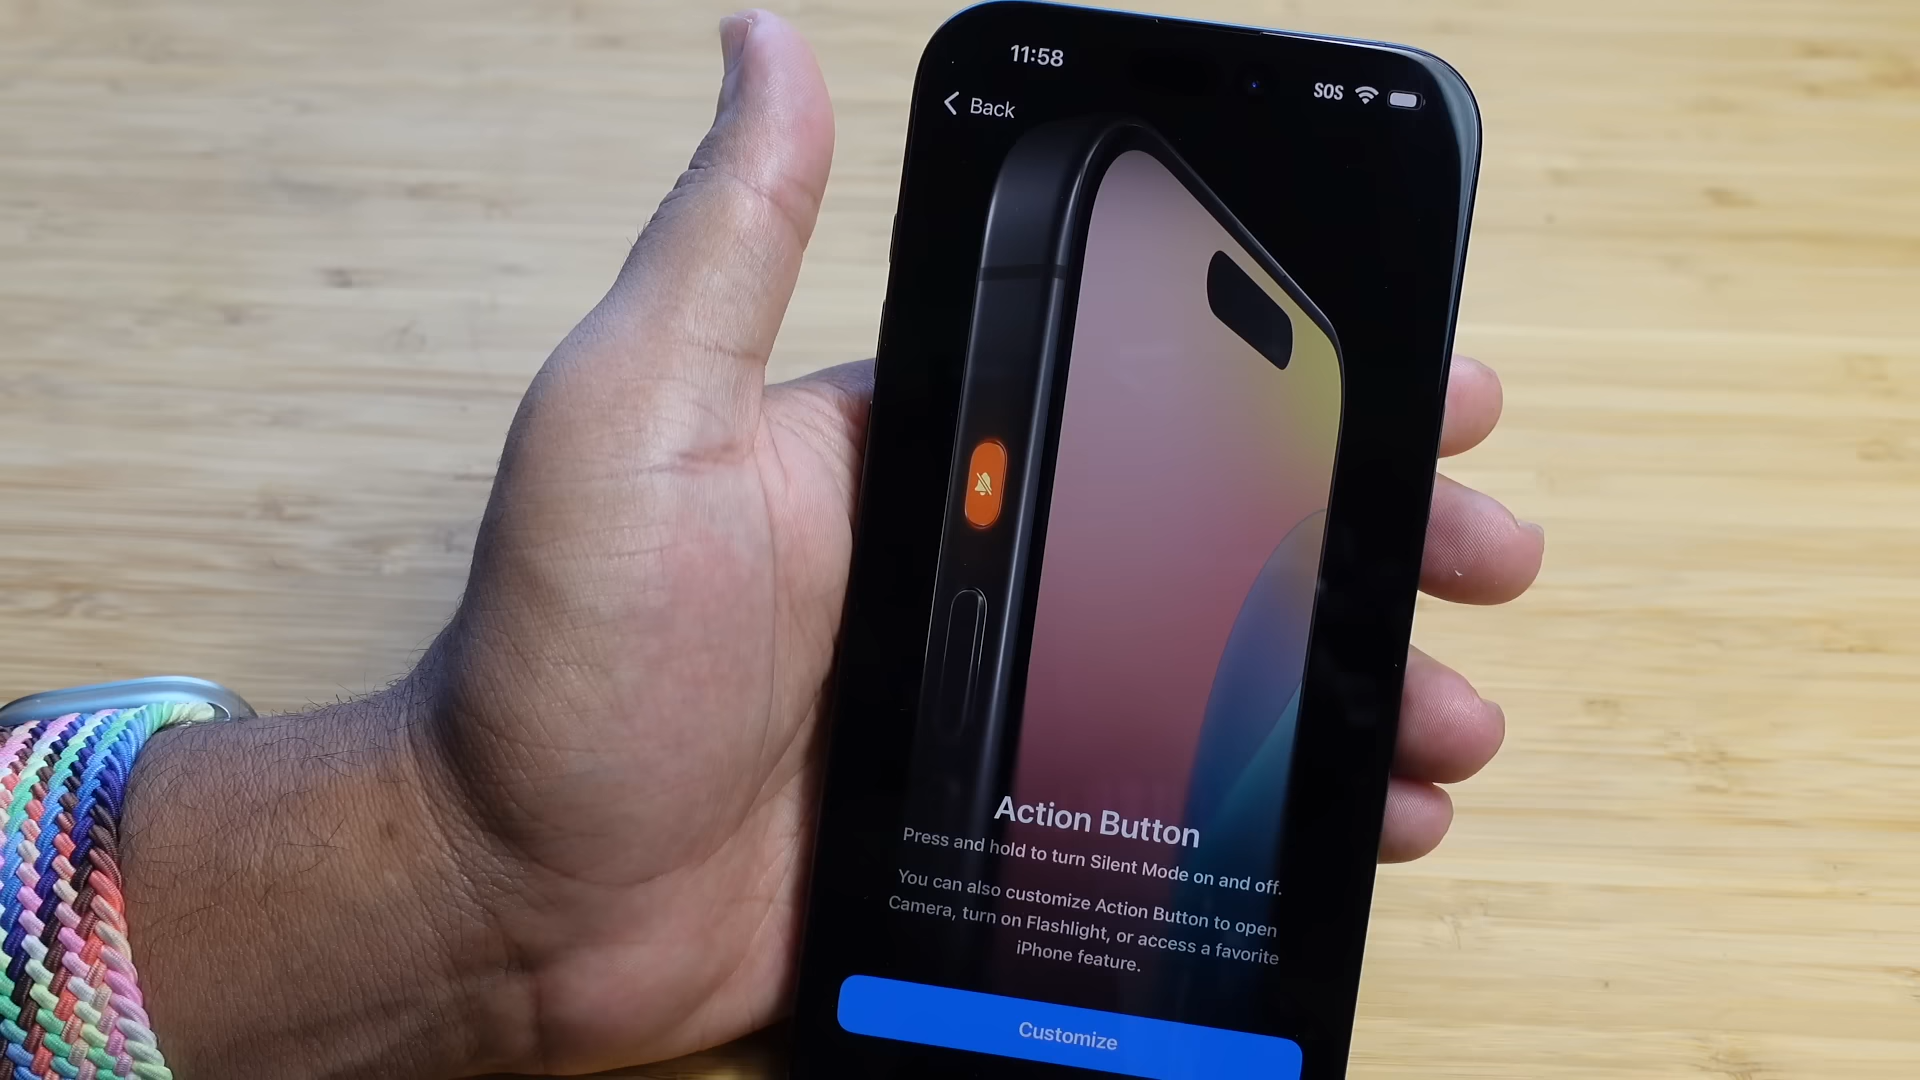 11:58
SOS
Back
Action Button
Press and hold to turn Silent Mode on and off.
You can also customize Action Button to open
Camera, turn on Flashlight, or access a favorite
iPhone feature.
Customize